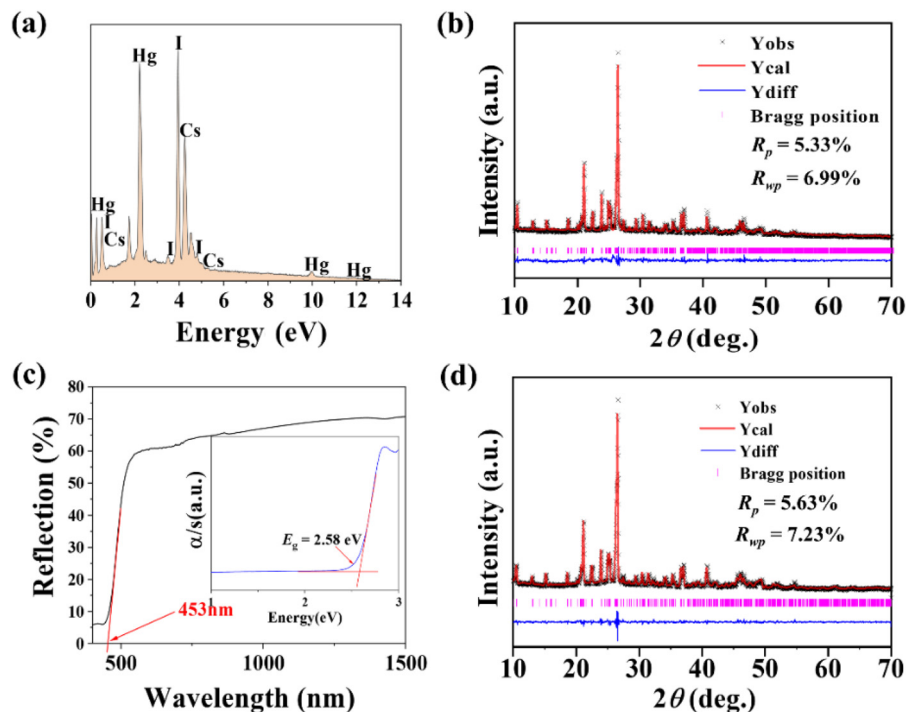 (a)
Hg
I
Hg
I
Cs
Cs
I
I
Cs
Hg
Hg
0 2 4 6 8 10 12 14
Energy (eV)
(b)
Intensity (a.u.)
Yobs
Ycal
Ydiff
Bragg position
Rp = 5.33%
Rwp = 6.99%
10 20 30 40 50 60 70
2θ (deg.)
(c)
Reflection (%)
80
70
60
50
40
30
20
10
0
α/s(a.u.)
Eg = 2.58 eV
2 3
Energy(eV)
453nm
500 1000 1500
Wavelength (nm)
(d)
Intensity (a.u.)
Yobs
Ycal
Ydiff
Bragg position
Rp = 5.63%
Rwp = 7.23%
10 20 30 40 50 60 70
2θ (deg.)